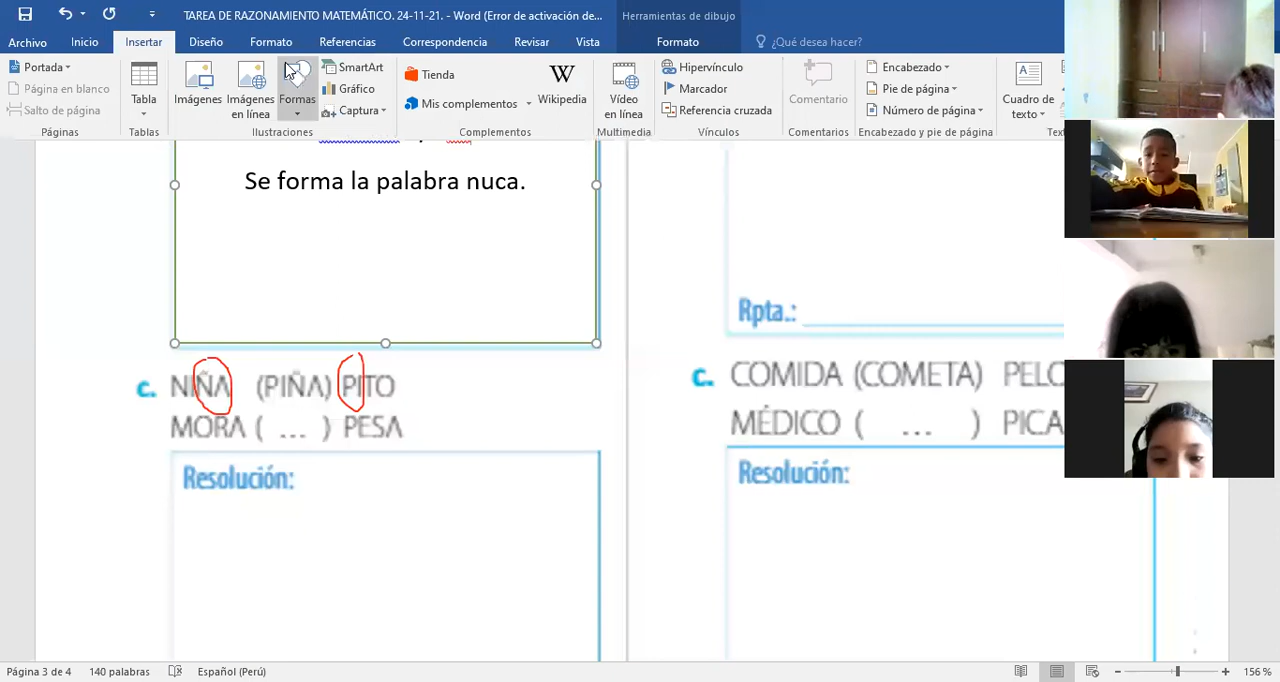 TAREA DE RAZONAMIENTO MATEMÁTICO. 24-11-21. - Word (Error de activación de...
Herramientas de dibujo
Archivo Inicio Insertar Diseño Formato Referencias Correspondencia Revisar Vista Formato ¿Qué desea hacer?
Portada
Página en blanco
Salto de página
Páginas
Tabla
Tablas
Imágenes
Imágenes en línea
Formas
SmartArt
Gráfico
Captura
Ilustraciones
Tienda
Mis complementos
Wikipedia
Complementos
Vídeo en línea
Multimedia
Hipervínculo
Marcador
Referencia cruzada
Vínculos
Comentario
Comentarios
Encabezado
Pie de página
Número de página
Encabezado y pie de página
Cuadro de texto
Se forma la palabra nuca.
c. NIÑA (PIÑA) PITO
MORA ( ... ) PESA
Resolución:
Rpta.:
c. COMIDA (COMETA) PELO
MÉDICO ( ... ) PICA
Resolución:
Página 3 de 4 140 palabras Español (Perú) 156 %